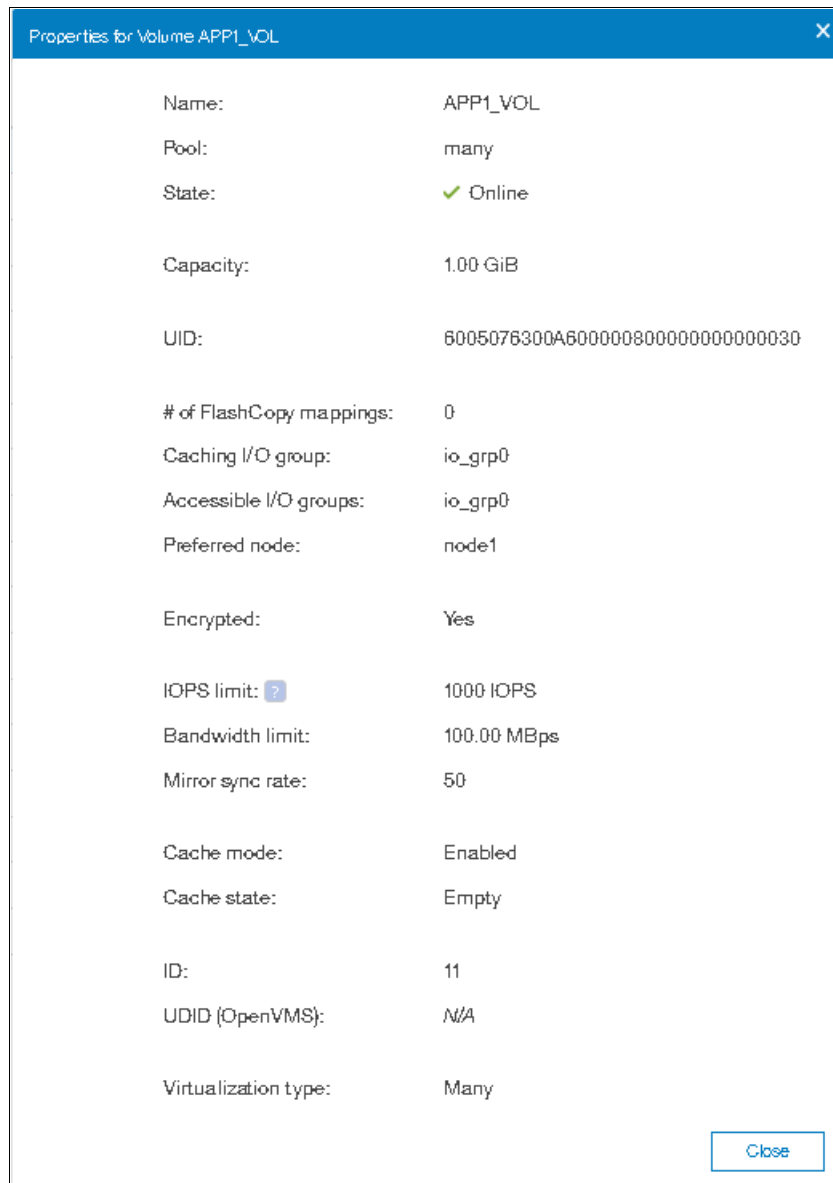 Properties for Volume APP1_VOL
Name: APP1_VOL
Pool: many
State: Online
Capacity: 1.00 GiB
UID: 6005076300A600000800000000000030
# of FlashCopy mappings: 0
Caching I/O group: io_grp0
Accessible I/O groups: io_grp0
Preferred node: node1
Encrypted: Yes
IOPS limit: ? 1000 IOPS
Bandwidth limit: 100.00 MBps
Mirror sync rate: 50
Cache mode: Enabled
Cache state: Empty
ID: 11
UDID (OpenVMS): N/A
Virtualization type: Many
Close